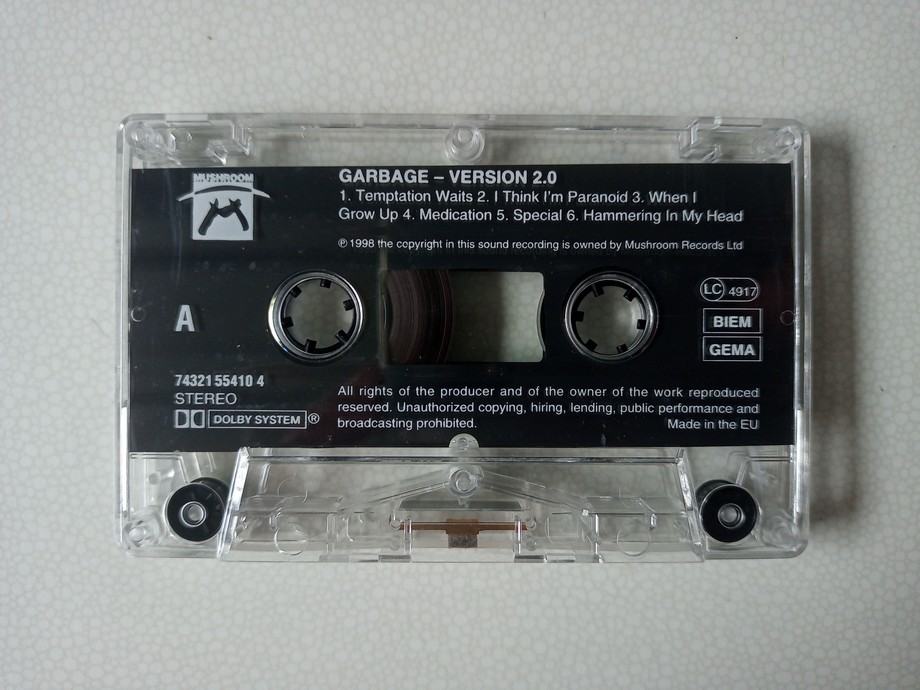 MUSHROOM
GARBAGE – VERSION 2.0
1. Temptation Waits 2. I Think I'm Paranoid 3. When I
Grow Up 4. Medication 5. Special 6. Hammering In My Head
℗ 1998 the copyright in this sound recording is owned by Mushroom Records Ltd
A
LC 4917
BIEM
GEMA
74321 55410 4
STEREO
DOLBY SYSTEM ®
All rights of the producer and of the owner of the work reproduced
reserved. Unauthorized copying, hiring, lending, public performance and
broadcasting prohibited. Made in the EU